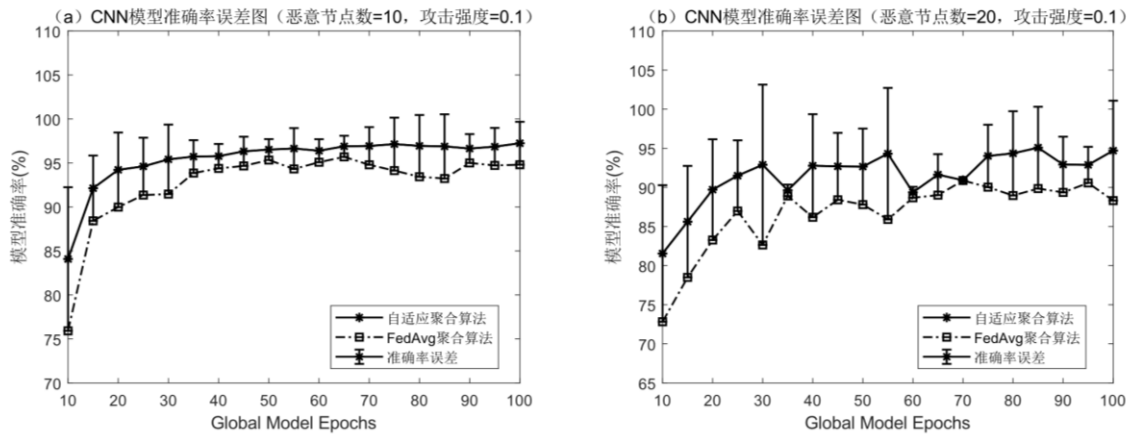 (a) CNN模型准确率误差图（恶意节点数=10，攻击强度=0.1）
110
105
100
95
90
85
80
75
70
模型准确率(%)
自适应聚合算法
FedAvg聚合算法
准确率误差
10 20 30 40 50 60 70 80 90 100
Global Model Epochs
(b) CNN模型准确率误差图（恶意节点数=20，攻击强度=0.1）
110
105
100
95
90
85
80
75
70
65
模型准确率(%)
自适应聚合算法
FedAvg聚合算法
准确率误差
10 20 30 40 50 60 70 80 90 100
Global Model Epochs